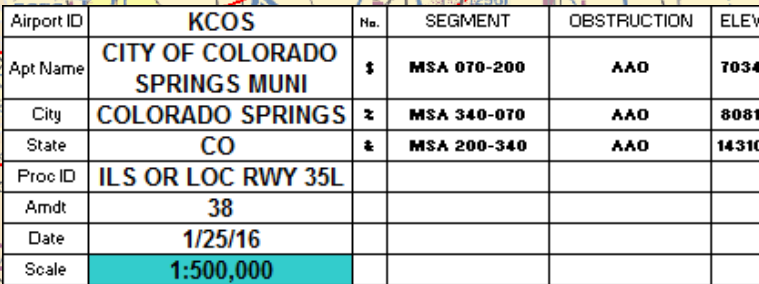 Airport ID KCOS No. SEGMENT OBSTRUCTION ELEV
Apt Name CITY OF COLORADO SPRINGS MUNI $ MSA 070-200 AAO 7034
City COLORADO SPRINGS % MSA 340-070 AAO 8081
State CO & MSA 200-340 AAO 14310
Proc ID ILS OR LOC RWY 35L
Amdt 38
Date 1/25/16
Scale 1:500,000